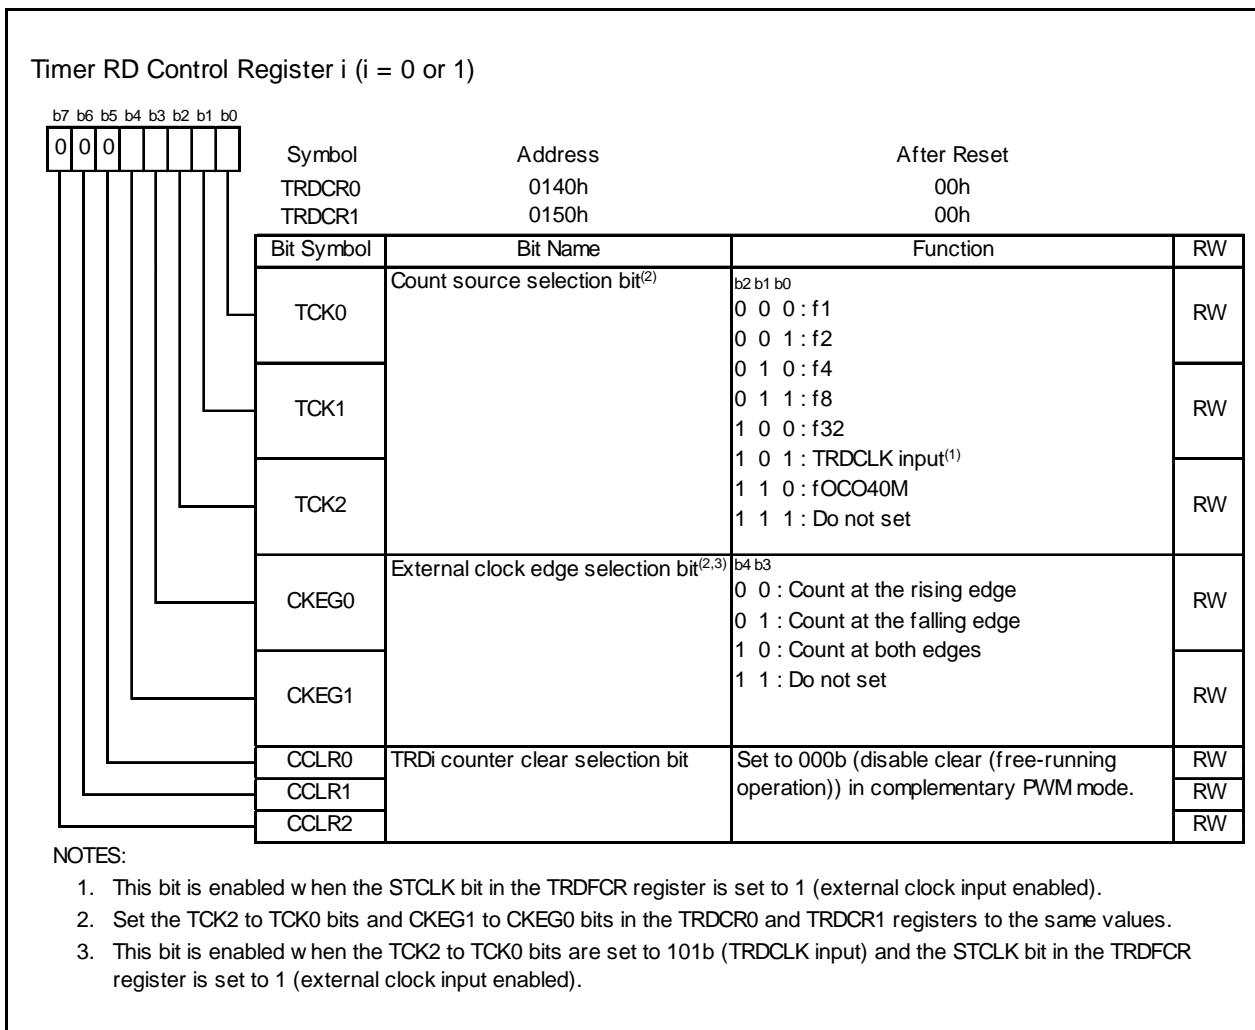 Timer RD Control Register i (i = 0 or 1)
b7 b6 b5 b4 b3 b2 b1 b0
0 0 0
Symbol Address After Reset
TRDCR0 0140h 00h
TRDCR1 0150h 00h
Bit Symbol Bit Name Function RW
TCK0 Count source selection bit(2) b2 b1 b0
0 0 0 : f1 RW
0 0 1 : f2
0 1 0 : f4
TCK1 0 1 1 : f8 RW
1 0 0 : f32
1 0 1 : TRDCLK input(1)
TCK2 1 1 0 : fOCO40M RW
1 1 1 : Do not set
External clock edge selection bit(2,3) b4 b3
CKEG0 0 0 : Count at the rising edge RW
0 1 : Count at the falling edge
1 0 : Count at both edges
CKEG1 1 1 : Do not set RW
CCLR0 TRDi counter clear selection bit Set to 000b (disable clear (free-running RW
CCLR1 operation)) in complementary PWM mode. RW
CCLR2 RW
NOTES:
1. This bit is enabled when the STCLK bit in the TRDFCR register is set to 1 (external clock input enabled).
2. Set the TCK2 to TCK0 bits and CKEG1 to CKEG0 bits in the TRDCR0 and TRDCR1 registers to the same values.
3. This bit is enabled when the TCK2 to TCK0 bits are set to 101b (TRDCLK input) and the STCLK bit in the TRDFCR
register is set to 1 (external clock input enabled).